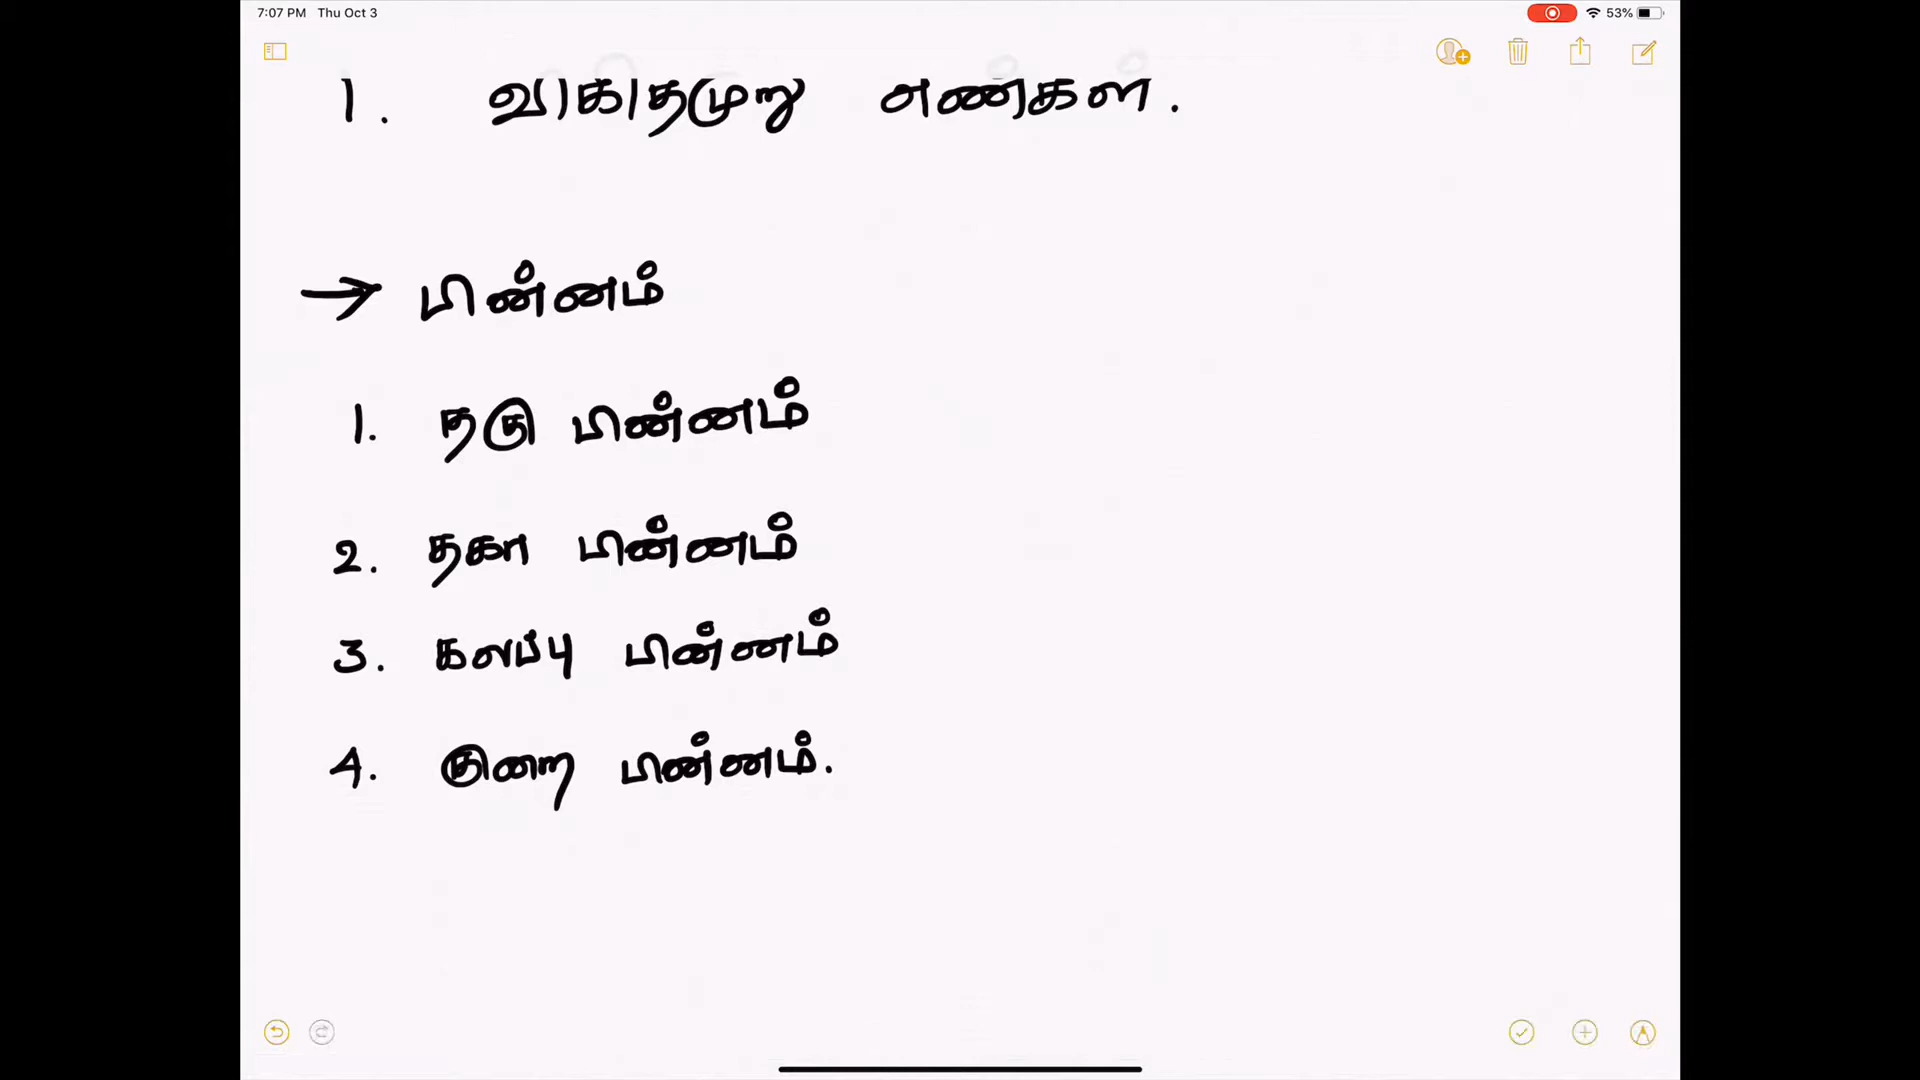 7:07 PM Thu Oct 3
53%
1. விகிதமுறு எண்கள்.
→ பின்னம்
1. தகு பின்னம்
2. தகா பின்னம்
3. கலப்பு பின்னம்
4. குறை பின்னம்.